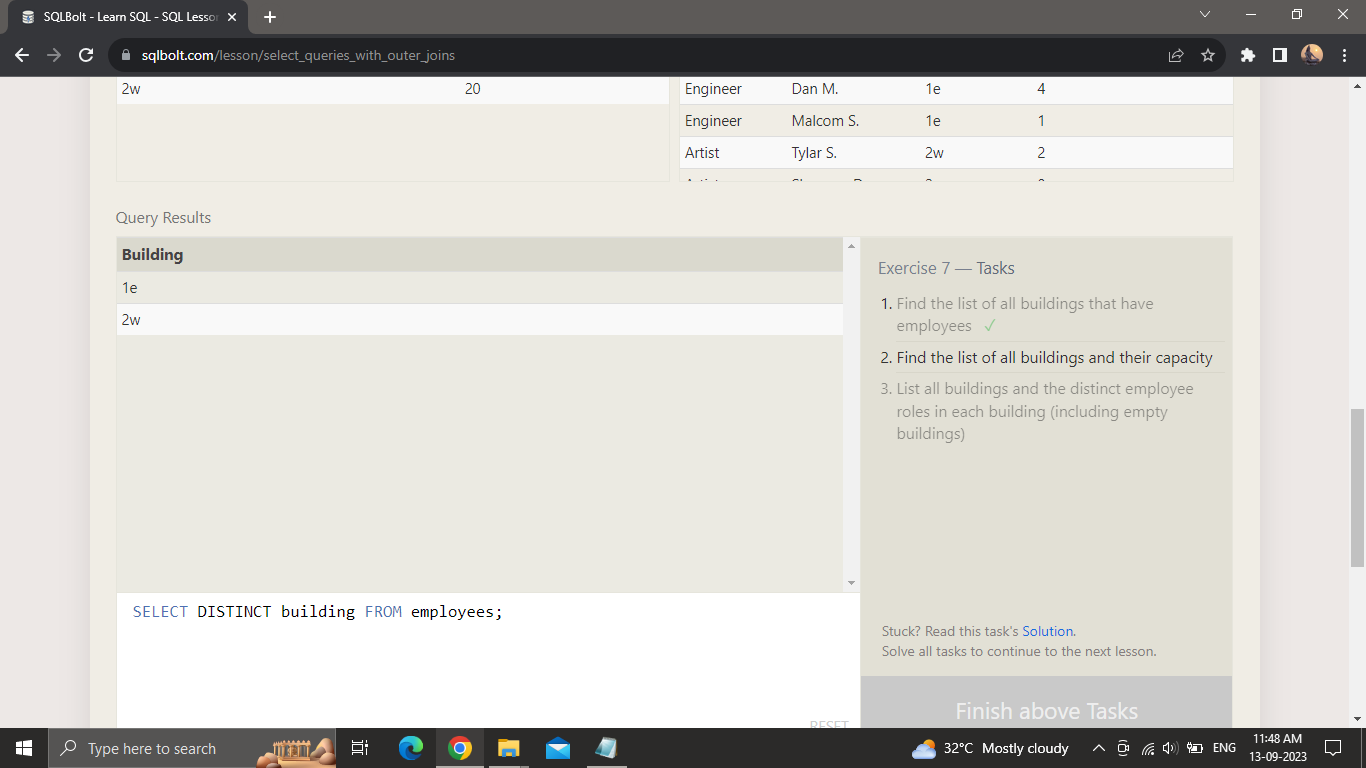 SQLBolt - Learn SQL - SQL Lesson
sqlbolt.com/lesson/select_queries_with_outer_joins
2w 20
Engineer Dan M. 1e 4
Engineer Malcom S. 1e 1
Artist Tylar S. 2w 2
Query Results
Building
1e
2w
Exercise 7 — Tasks
1. Find the list of all buildings that have
employees ✓
2. Find the list of all buildings and their capacity
3. List all buildings and the distinct employee
roles in each building (including empty
buildings)
SELECT DISTINCT building FROM employees;
Stuck? Read this task's Solution.
Solve all tasks to continue to the next lesson.
RESET
Finish above Tasks
Type here to search
32°C Mostly cloudy
ENG
11:48 AM
13-09-2023